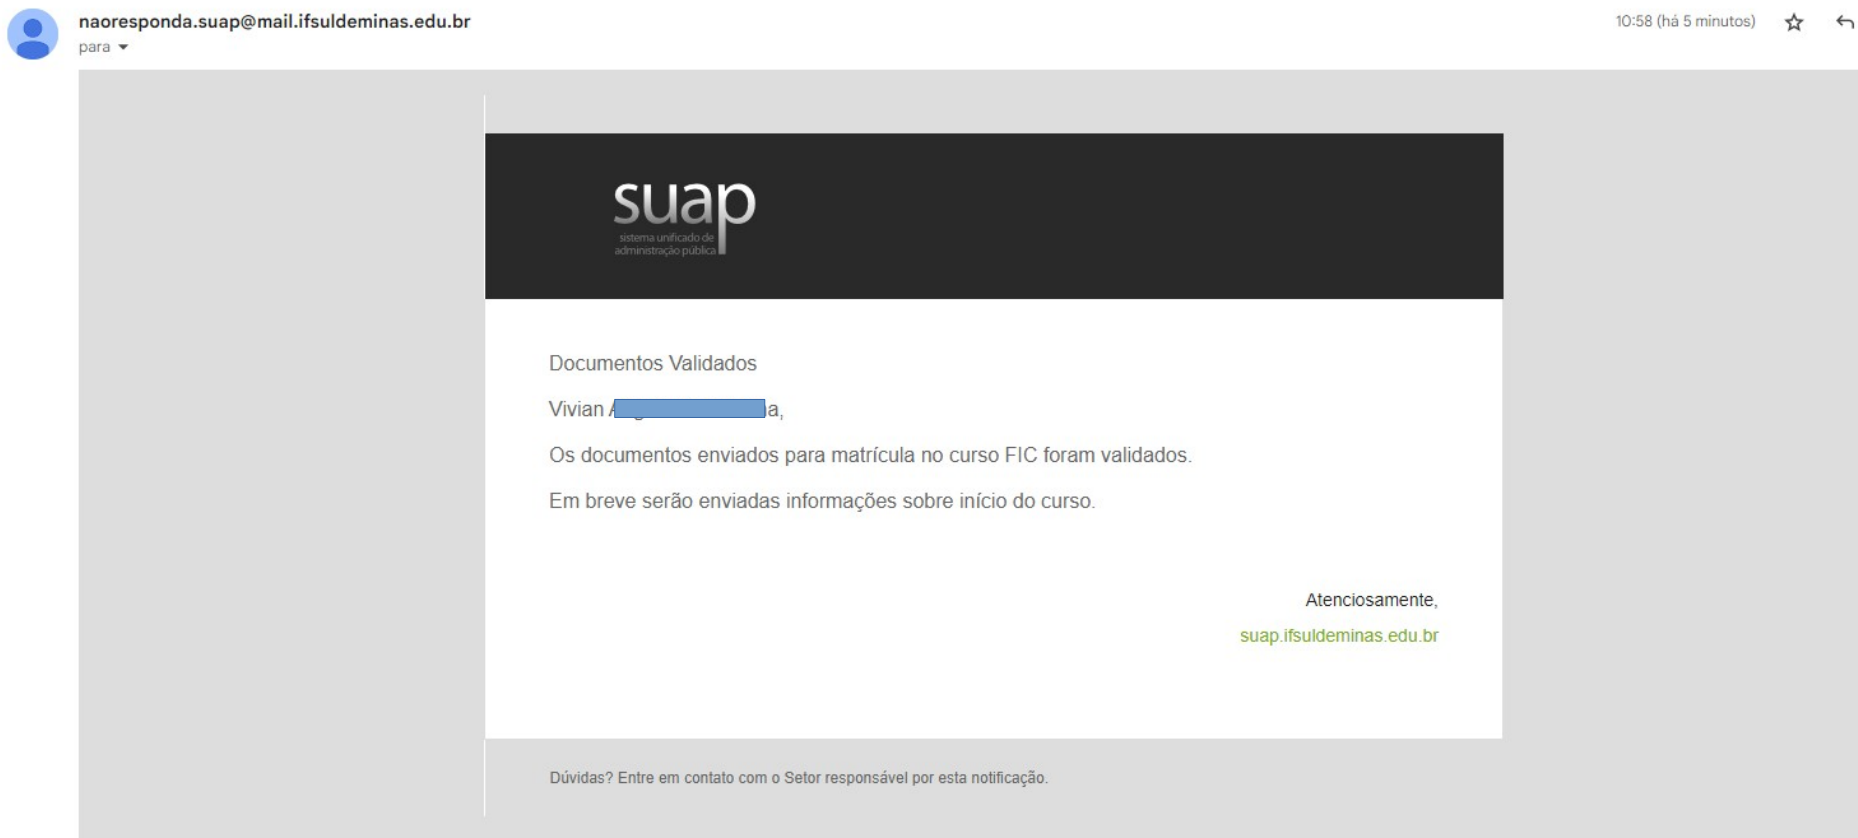 naoresponda.suap@mail.ifsuldeminas.edu.br
10:58 (há 5 minutos)
para
suap
sistema unificado de
administração pública
Documentos Validados
Vivian
Os documentos enviados para matrícula no curso FIC foram validados.
Em breve serão enviadas informações sobre início do curso.
Atenciosamente,
suap.ifsuldeminas.edu.br
Dúvidas? Entre em contato com o Setor responsável por esta notificação.